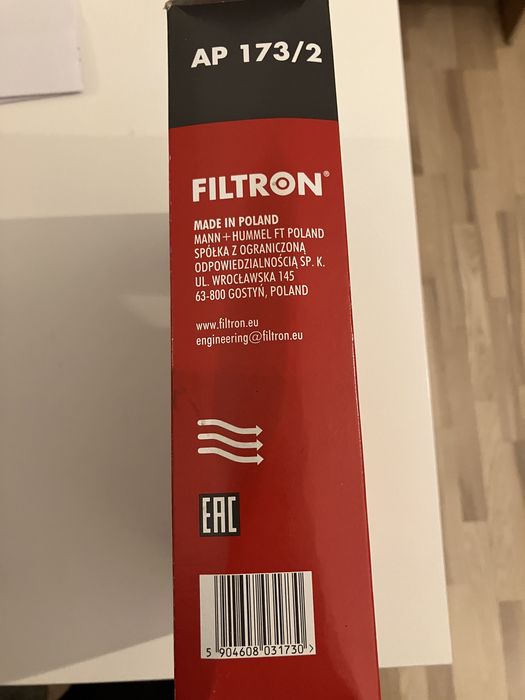 AP 173/2
FILTRON®
MADE IN POLAND
MANN+HUMMEL FT POLAND
SPÓŁKA Z OGRANICZONĄ
ODPOWIEDZIALNOŚCIĄ SP. K.
UL. WROCŁAWSKA 145
63-800 GOSTYŃ, POLAND
www.filtron.eu
engineering@filtron.eu
EAC
5 904608 031730 >